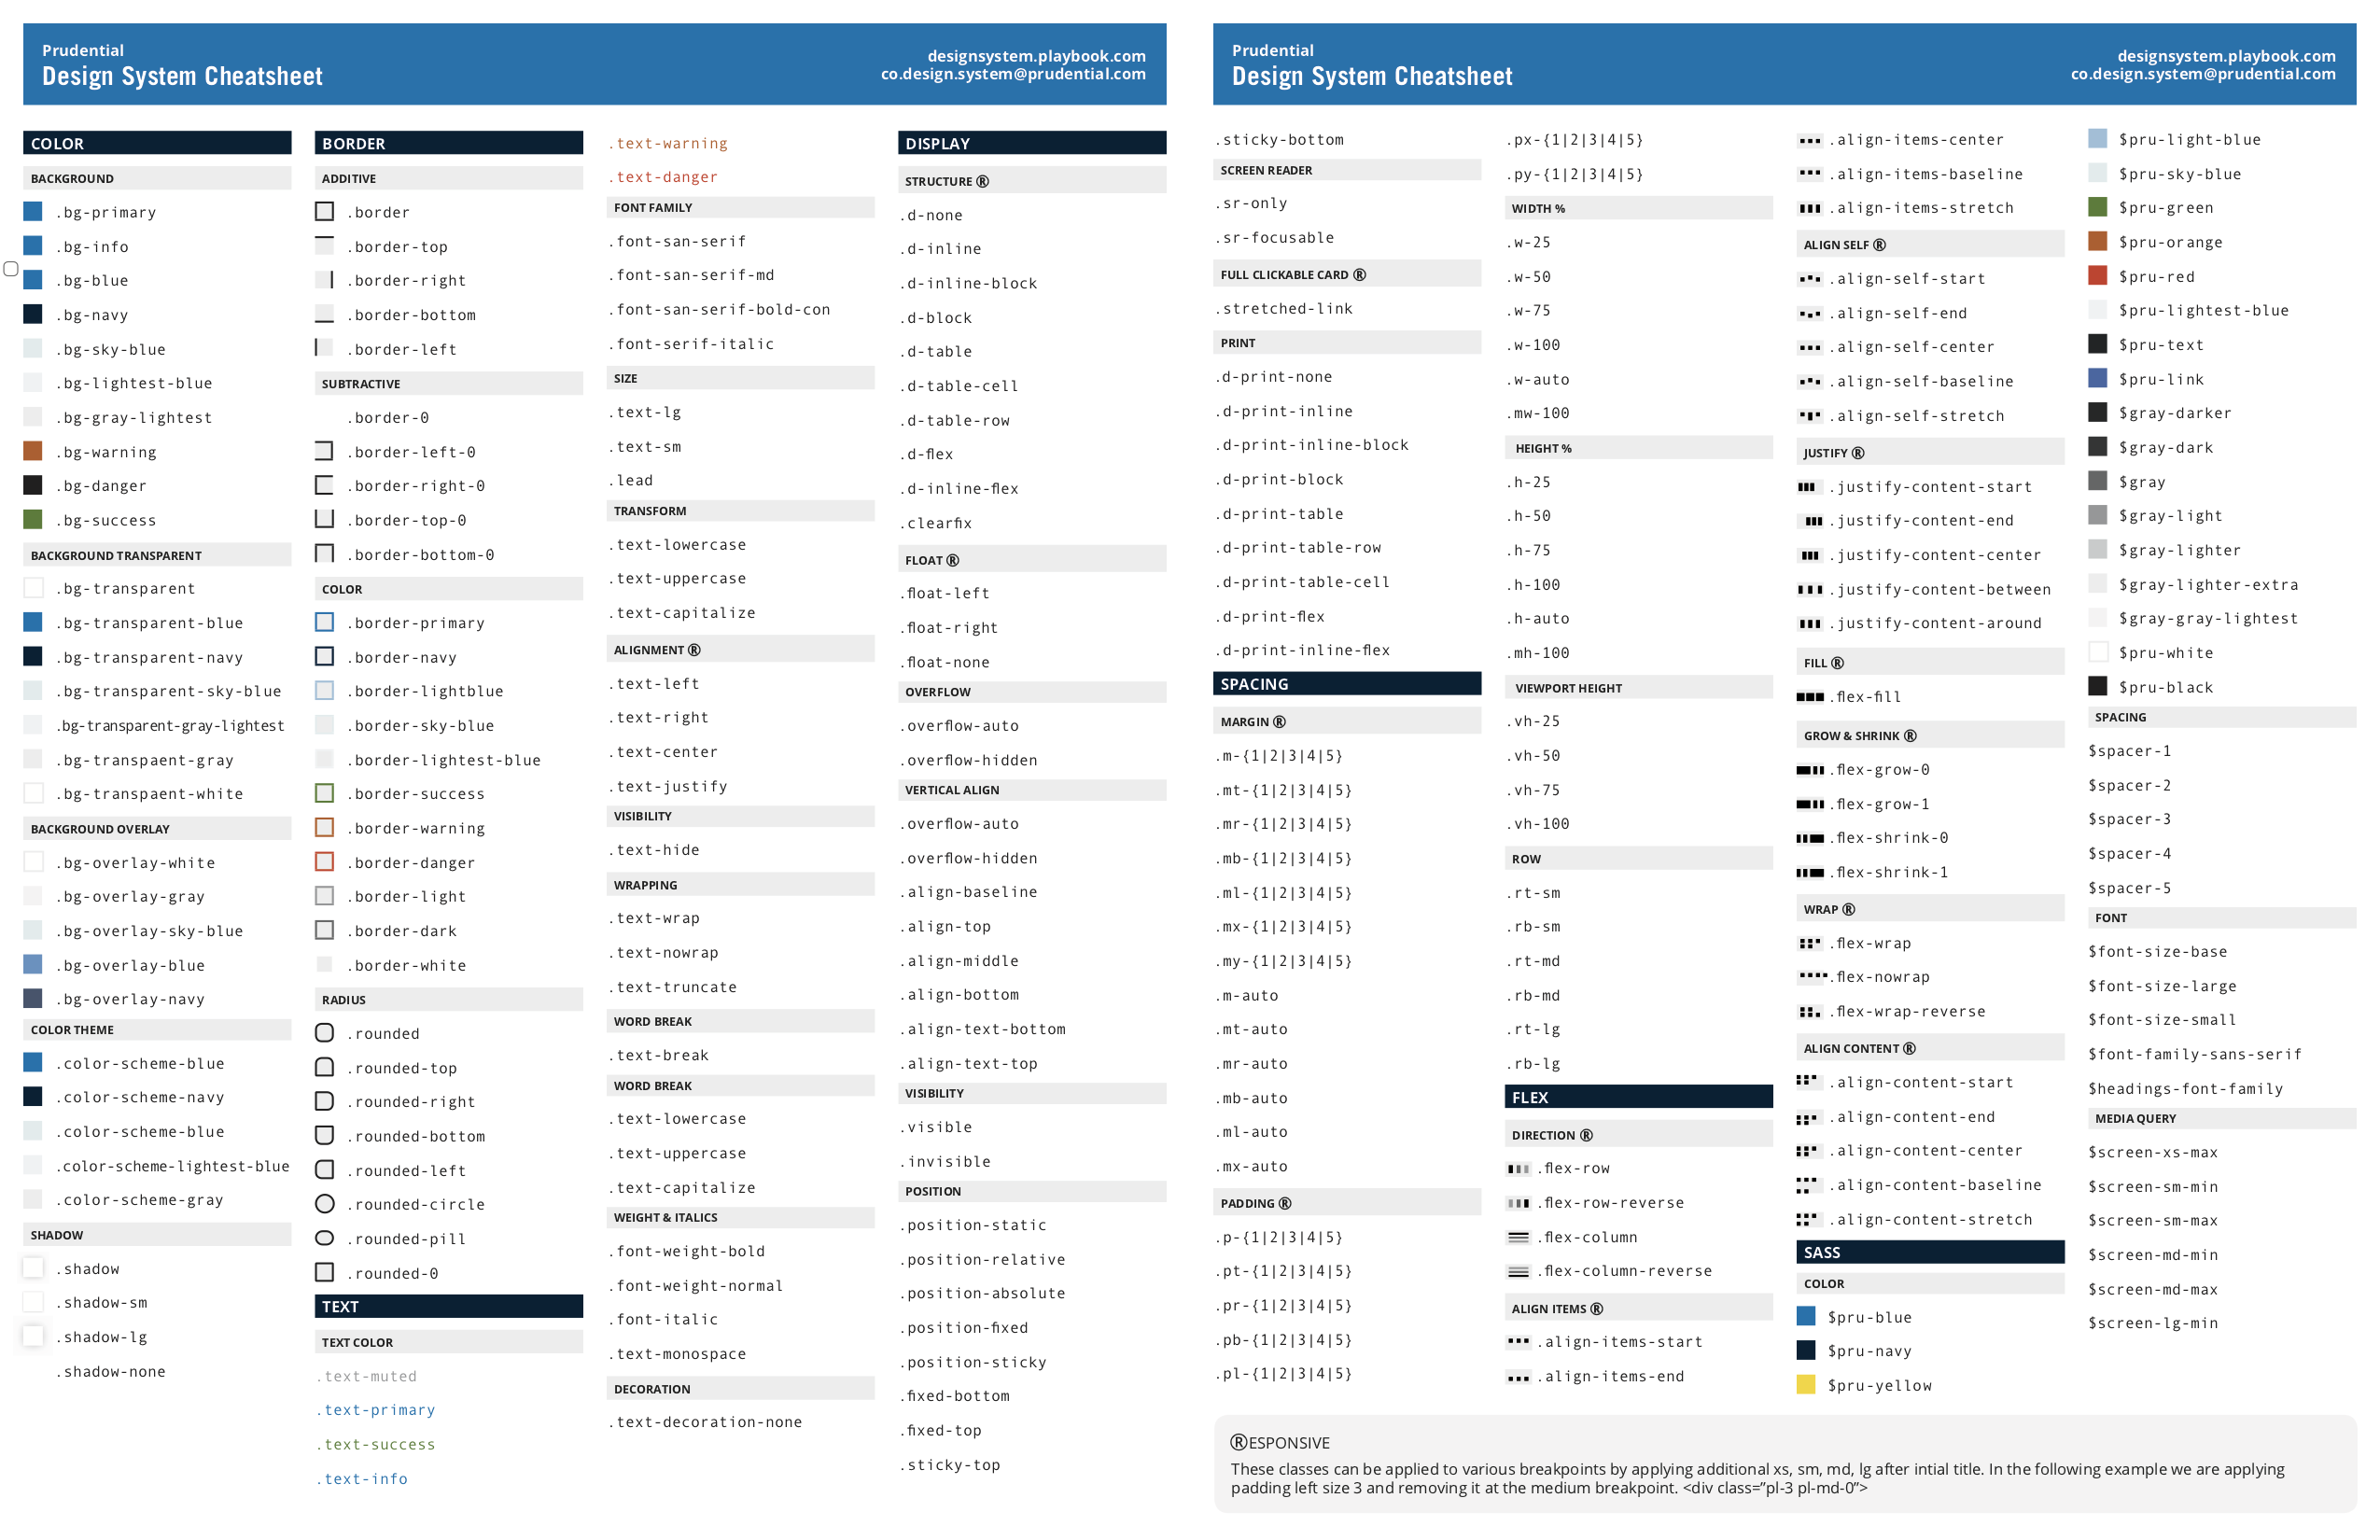 Prudential
Design System Cheatsheet
designsystem.playbook.com
co.design.system@prudential.com
COLOR
BACKGROUND
.bg-primary
.bg-info
.bg-blue
.bg-navy
.bg-sky-blue
.bg-lightest-blue
.bg-gray-lightest
.bg-warning
.bg-danger
.bg-success
BACKGROUND TRANSPARENT
.bg-transparent
.bg-transparent-blue
.bg-transparent-navy
.bg-transparent-sky-blue
.bg-transparent-gray-lightest
.bg-transpaent-gray
.bg-transpaent-white
BACKGROUND OVERLAY
.bg-overlay-white
.bg-overlay-gray
.bg-overlay-sky-blue
.bg-overlay-blue
.bg-overlay-navy
COLOR THEME
.color-scheme-blue
.color-scheme-navy
.color-scheme-blue
.color-scheme-lightest-blue
.color-scheme-gray
SHADOW
.shadow
.shadow-sm
.shadow-lg
.shadow-none
BORDER
ADDITIVE
.border
.border-top
.border-right
.border-bottom
.border-left
SUBTRACTIVE
.border-0
.border-left-0
.border-right-0
.border-top-0
.border-bottom-0
COLOR
.border-primary
.border-navy
.border-lightblue
.border-sky-blue
.border-lightest-blue
.border-success
.border-warning
.border-danger
.border-light
.border-dark
.border-white
RADIUS
.rounded
.rounded-top
.rounded-right
.rounded-bottom
.rounded-left
.rounded-circle
.rounded-pill
.rounded-0
TEXT
TEXT COLOR
.text-muted
.text-primary
.text-success
.text-info
.text-warning
.text-danger
FONT FAMILY
.font-san-serif
.font-san-serif-md
.font-san-serif-bold-con
.font-serif-italic
SIZE
.text-lg
.text-sm
.lead
TRANSFORM
.text-lowercase
.text-uppercase
.text-capitalize
ALIGNMENT ®
.text-left
.text-right
.text-center
.text-justify
VISIBILITY
.text-hide
WRAPPING
.text-wrap
.text-nowrap
.text-truncate
WORD BREAK
.text-break
WORD BREAK
.text-lowercase
.text-uppercase
.text-capitalize
WEIGHT & ITALICS
.font-weight-bold
.font-weight-normal
.font-italic
.text-monospace
DECORATION
.text-decoration-none
DISPLAY
STRUCTURE ®
.d-none
.d-inline
.d-inline-block
.d-block
.d-table
.d-table-cell
.d-table-row
.d-flex
.d-inline-flex
.clearfix
FLOAT ®
.float-left
.float-right
.float-none
OVERFLOW
.overflow-auto
.overflow-hidden
VERTICAL ALIGN
.overflow-auto
.overflow-hidden
.align-baseline
.align-top
.align-middle
.align-bottom
.align-text-bottom
.align-text-top
VISIBILITY
.visible
.invisible
POSITION
.position-static
.position-relative
.position-absolute
.position-fixed
.position-sticky
.fixed-bottom
.fixed-top
.sticky-top
Prudential
Design System Cheatsheet
designsystem.playbook.com
co.design.system@prudential.com
.sticky-bottom
SCREEN READER
.sr-only
.sr-focusable
FULL CLICKABLE CARD ®
.stretched-link
PRINT
.d-print-none
.d-print-inline
.d-print-inline-block
.d-print-block
.d-print-table
.d-print-table-row
.d-print-table-cell
.d-print-flex
.d-print-inline-flex
SPACING
MARGIN ®
.m-{1|2|3|4|5}
.mt-{1|2|3|4|5}
.mr-{1|2|3|4|5}
.mb-{1|2|3|4|5}
.ml-{1|2|3|4|5}
.mx-{1|2|3|4|5}
.my-{1|2|3|4|5}
.m-auto
.mt-auto
.mr-auto
.mb-auto
.ml-auto
.mx-auto
PADDING ®
.p-{1|2|3|4|5}
.pt-{1|2|3|4|5}
.pr-{1|2|3|4|5}
.pb-{1|2|3|4|5}
.pl-{1|2|3|4|5}
.px-{1|2|3|4|5}
.py-{1|2|3|4|5}
WIDTH %
.w-25
.w-50
.w-75
.w-100
.w-auto
.mw-100
HEIGHT %
.h-25
.h-50
.h-75
.h-100
.h-auto
.mh-100
VIEWPORT HEIGHT
.vh-25
.vh-50
.vh-75
.vh-100
ROW
.rt-sm
.rb-sm
.rt-md
.rb-md
.rt-lg
.rb-lg
FLEX
DIRECTION ®
.flex-row
.flex-row-reverse
.flex-column
.flex-column-reverse
ALIGN ITEMS ®
.align-items-start
.align-items-end
.align-items-center
.align-items-baseline
.align-items-stretch
ALIGN SELF ®
.align-self-start
.align-self-end
.align-self-center
.align-self-baseline
.align-self-stretch
JUSTIFY ®
.justify-content-start
.justify-content-end
.justify-content-center
.justify-content-between
.justify-content-around
FILL ®
.flex-fill
GROW & SHRINK ®
.flex-grow-0
.flex-grow-1
.flex-shrink-0
.flex-shrink-1
WRAP ®
.flex-wrap
.flex-nowrap
.flex-wrap-reverse
ALIGN CONTENT ®
.align-content-start
.align-content-end
.align-content-center
.align-content-baseline
.align-content-stretch
SASS
COLOR
$pru-blue
$pru-navy
$pru-yellow
$pru-light-blue
$pru-sky-blue
$pru-green
$pru-orange
$pru-red
$pru-lightest-blue
$pru-text
$pru-link
$gray-darker
$gray-dark
$gray
$gray-light
$gray-lighter
$gray-lighter-extra
$gray-gray-lightest
$pru-white
$pru-black
SPACING
$spacer-1
$spacer-2
$spacer-3
$spacer-4
$spacer-5
FONT
$font-size-base
$font-size-large
$font-size-small
$font-family-sans-serif
$headings-font-family
MEDIA QUERY
$screen-xs-max
$screen-sm-min
$screen-sm-max
$screen-md-min
$screen-md-max
$screen-lg-min
®ESPONSIVE
These classes can be applied to various breakpoints by applying additional xs, sm, md, lg after intial title. In the following example we are applying
padding left size 3 and removing it at the medium breakpoint. <div class=”pl-3 pl-md-0”>